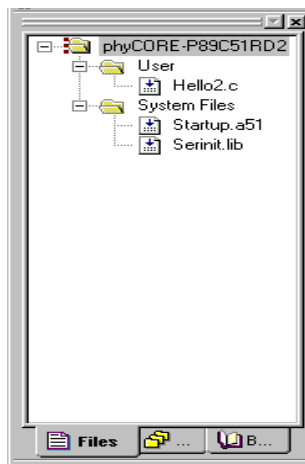 phyCORE-P89C51RD2
User
Hello2.c
System Files
Startup.a51
Serinit.lib
Files ... B...